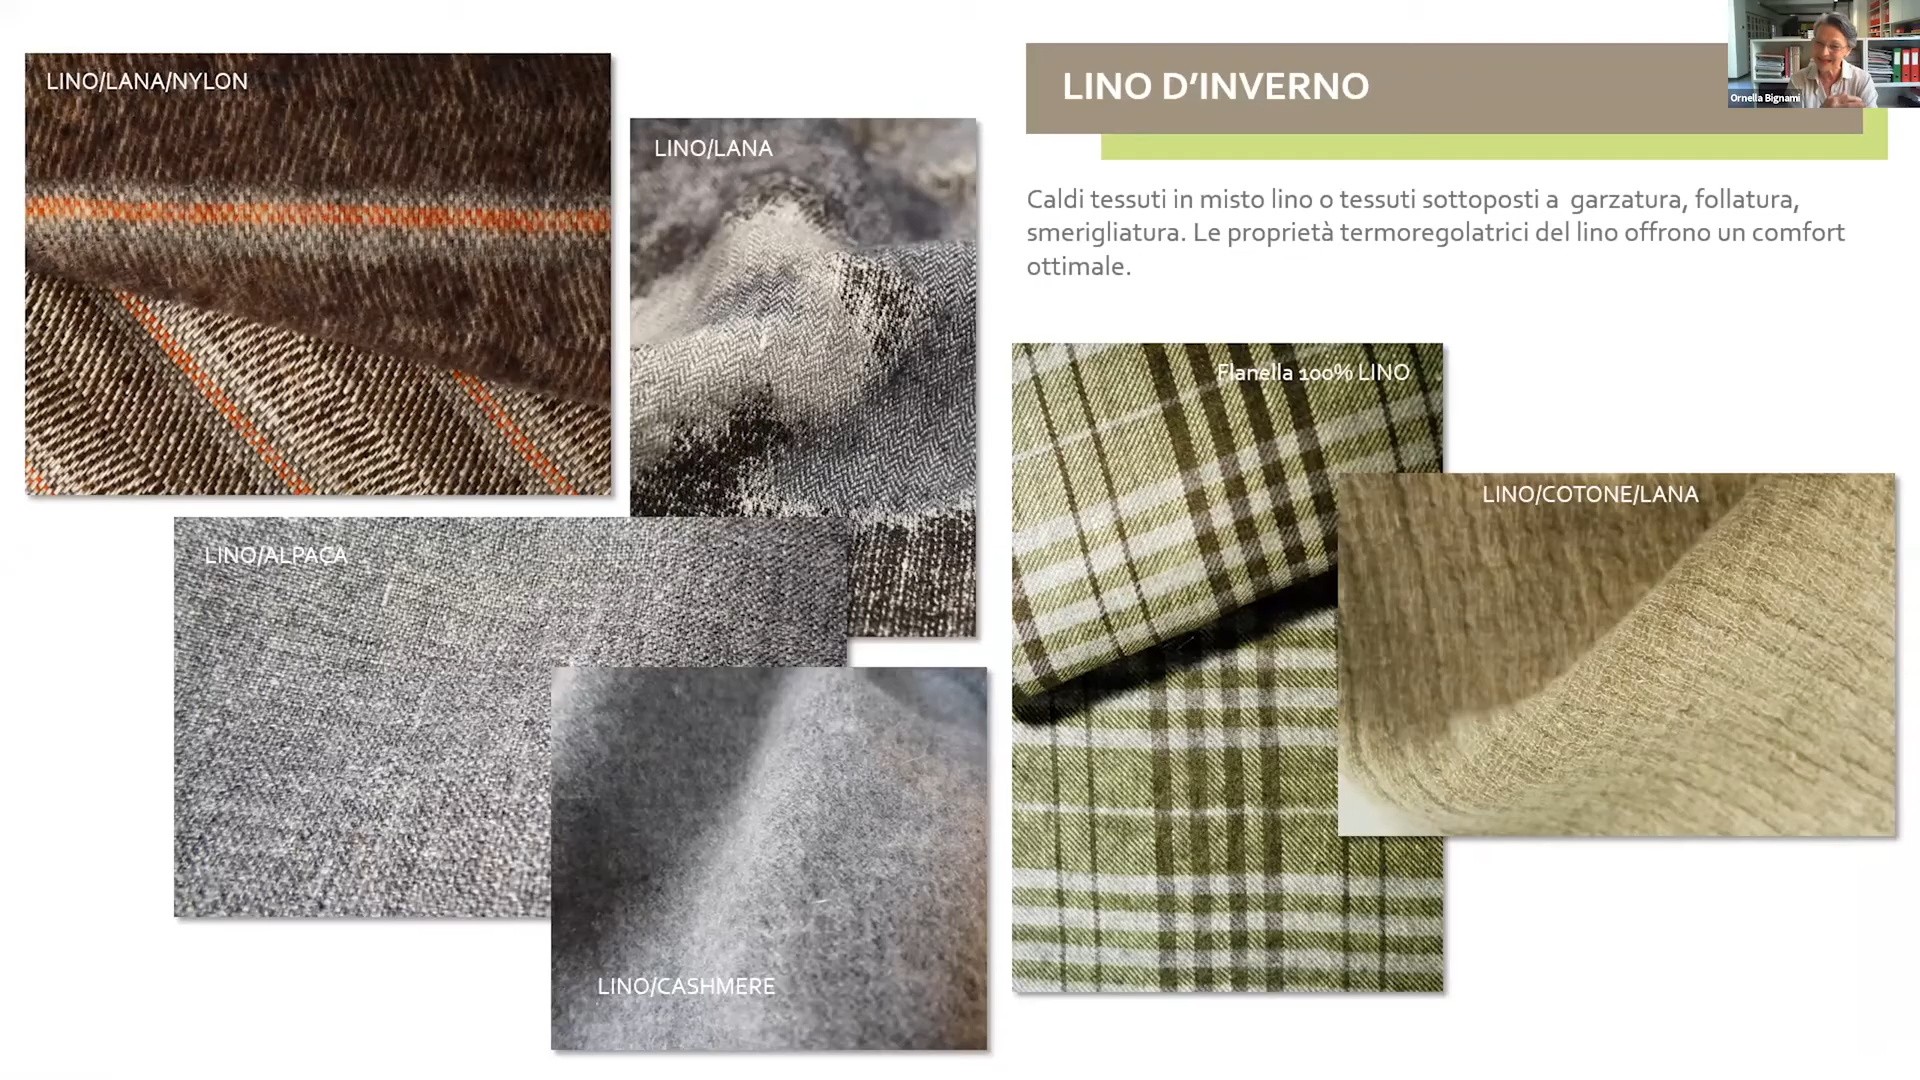 LINO/LANA/NYLON
LINO/LANA
LINO D’INVERNO
Ornella Bignami
Caldi tessuti in misto lino o tessuti sottoposti a garzatura, follatura,
smerigliatura. Le proprietà termoregolatrici del lino offrono un comfort
ottimale.
Flanella 100% LINO
LINO/COTONE/LANA
LINO/ALPACA
LINO/CASHMERE